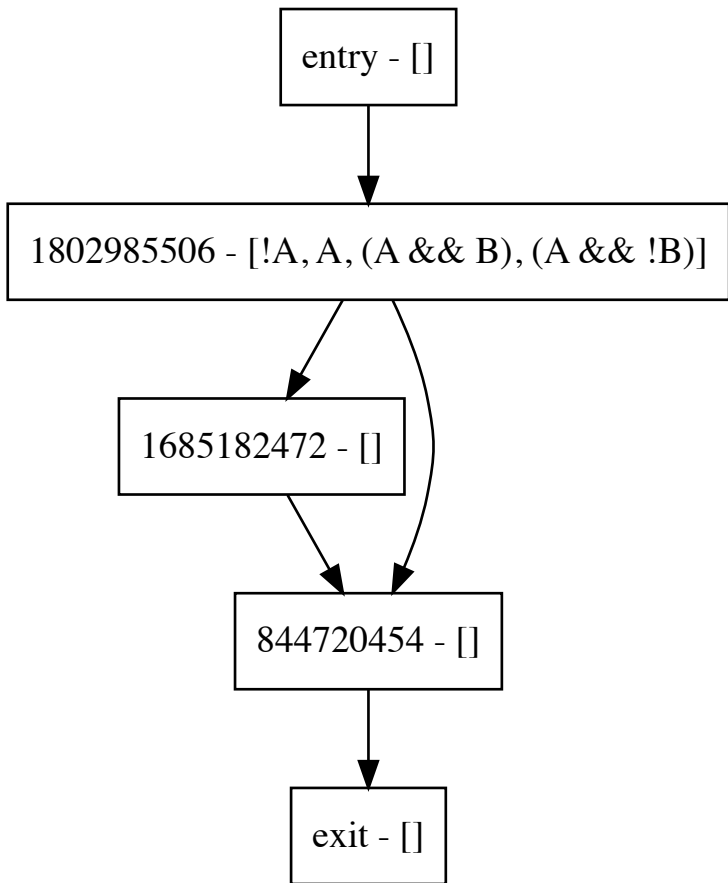 entry - []
1802985506 - [!A, A, (A && B), (A && !B)]
1685182472 - []
844720454 - []
exit - []